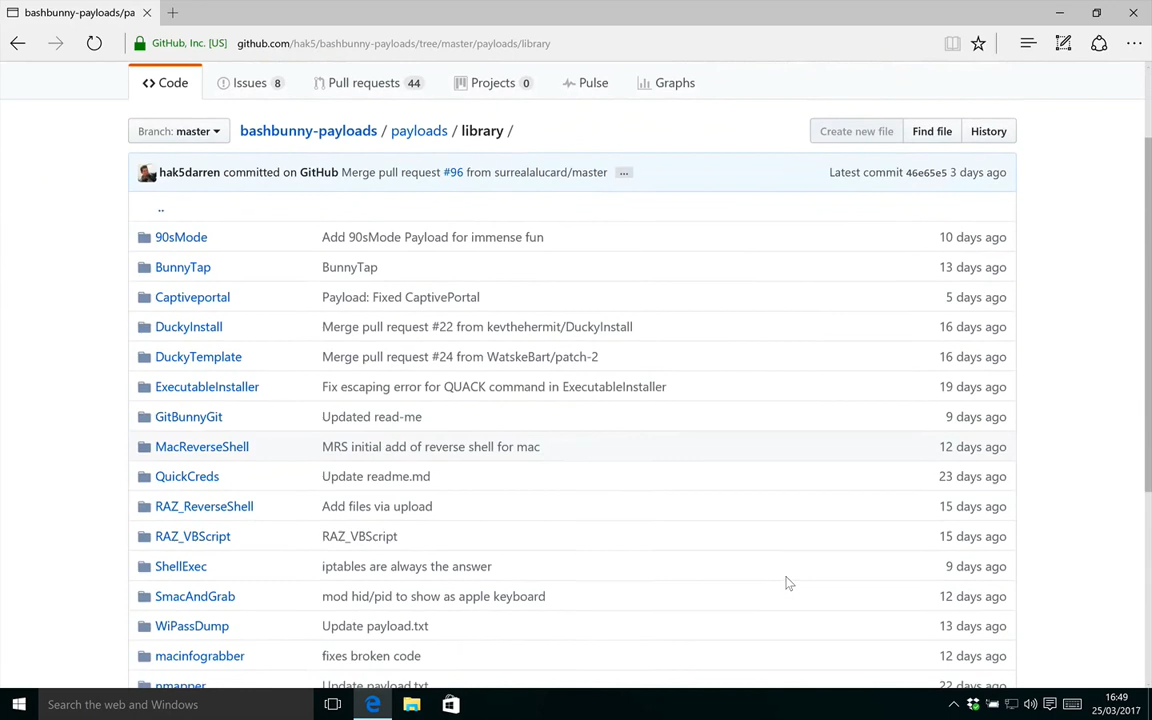 bashbunny-payloads/pa
GitHub, Inc. [US] github.com/hak5/bashbunny-payloads/tree/master/payloads/library
Code Issues 8 Pull requests 44 Projects 0 Pulse Graphs
Branch: master bashbunny-payloads / payloads / library / Create new file Find file History
hak5darren committed on GitHub Merge pull request #96 from surrealalucard/master ... Latest commit 46e65e5 3 days ago
..
90sMode Add 90sMode Payload for immense fun 10 days ago
BunnyTap BunnyTap 13 days ago
Captiveportal Payload: Fixed CaptivePortal 5 days ago
DuckyInstall Merge pull request #22 from kevthehermit/DuckyInstall 16 days ago
DuckyTemplate Merge pull request #24 from WatskeBart/patch-2 16 days ago
ExecutableInstaller Fix escaping error for QUACK command in ExecutableInstaller 19 days ago
GitBunnyGit Updated read-me 9 days ago
MacReverseShell MRS initial add of reverse shell for mac 12 days ago
QuickCreds Update readme.md 23 days ago
RAZ_ReverseShell Add files via upload 15 days ago
RAZ_VBScript RAZ_VBScript 15 days ago
ShellExec iptables are always the answer 9 days ago
SmacAndGrab mod hid/pid to show as apple keyboard 12 days ago
WiPassDump Update payload.txt 13 days ago
macinfograbber fixes broken code 12 days ago
nmapper Update payload.txt 13 days ago
Search the web and Windows
16:49
25/03/2017